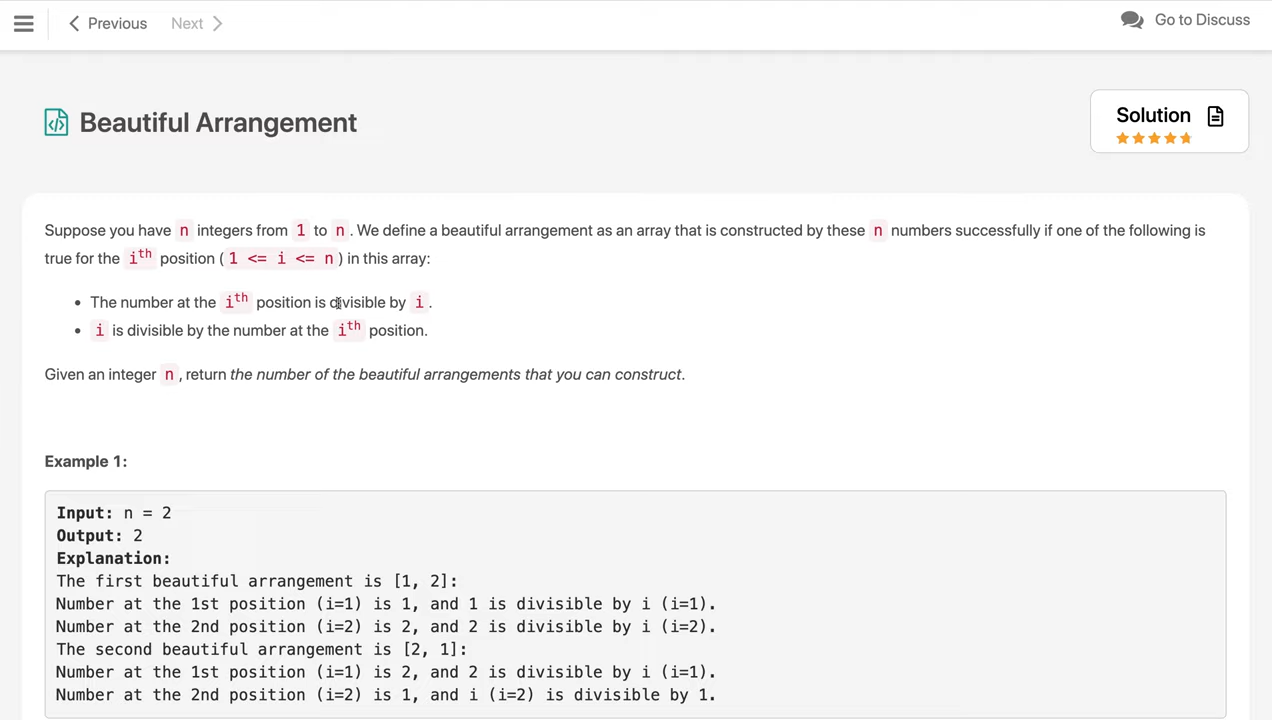 Previous Next Go to Discuss
Beautiful Arrangement
Solution
Suppose you have n integers from 1 to n. We define a beautiful arrangement as an array that is constructed by these n numbers successfully if one of the following is
true for the ith position (1 <= i <= n) in this array:
• The number at the ith position is divisible by i.
• i is divisible by the number at the ith position.
Given an integer n, return the number of the beautiful arrangements that you can construct.
Example 1:
Input: n = 2
Output: 2
Explanation:
The first beautiful arrangement is [1, 2]:
Number at the 1st position (i=1) is 1, and 1 is divisible by i (i=1).
Number at the 2nd position (i=2) is 2, and 2 is divisible by i (i=2).
The second beautiful arrangement is [2, 1]:
Number at the 1st position (i=1) is 2, and 2 is divisible by i (i=1).
Number at the 2nd position (i=2) is 1, and i (i=2) is divisible by 1.